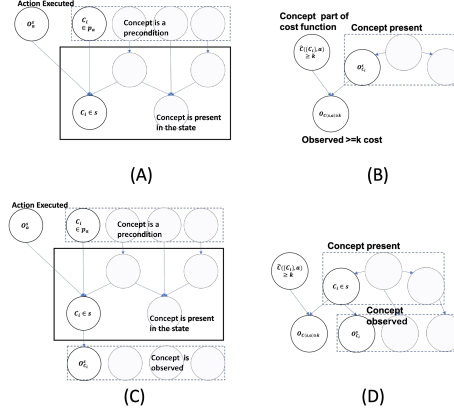 Action Executed
O_a^s
C_i
∈ p_a
Concept is a
precondition
C_i ∈ s
Concept is present
in the state
(A)
Concept part of
cost function
Concept present
C̃({C_i},a)
≥ k
O_{C_i}^s
O_{C(s,a)≥k}
Observed >=k cost
(B)
Action Executed
O_a^s
C_i
∈ p_a
Concept is a
precondition
C_i ∈ s
Concept is present
in the state
O_{C_i}^s
Concept is
observed
(C)
Concept present
C̃({C_i},a)
≥ k
C_i ∈ s
Concept
observed
O_{C(s,a)≥k}
O_{C_i}^s
(D)